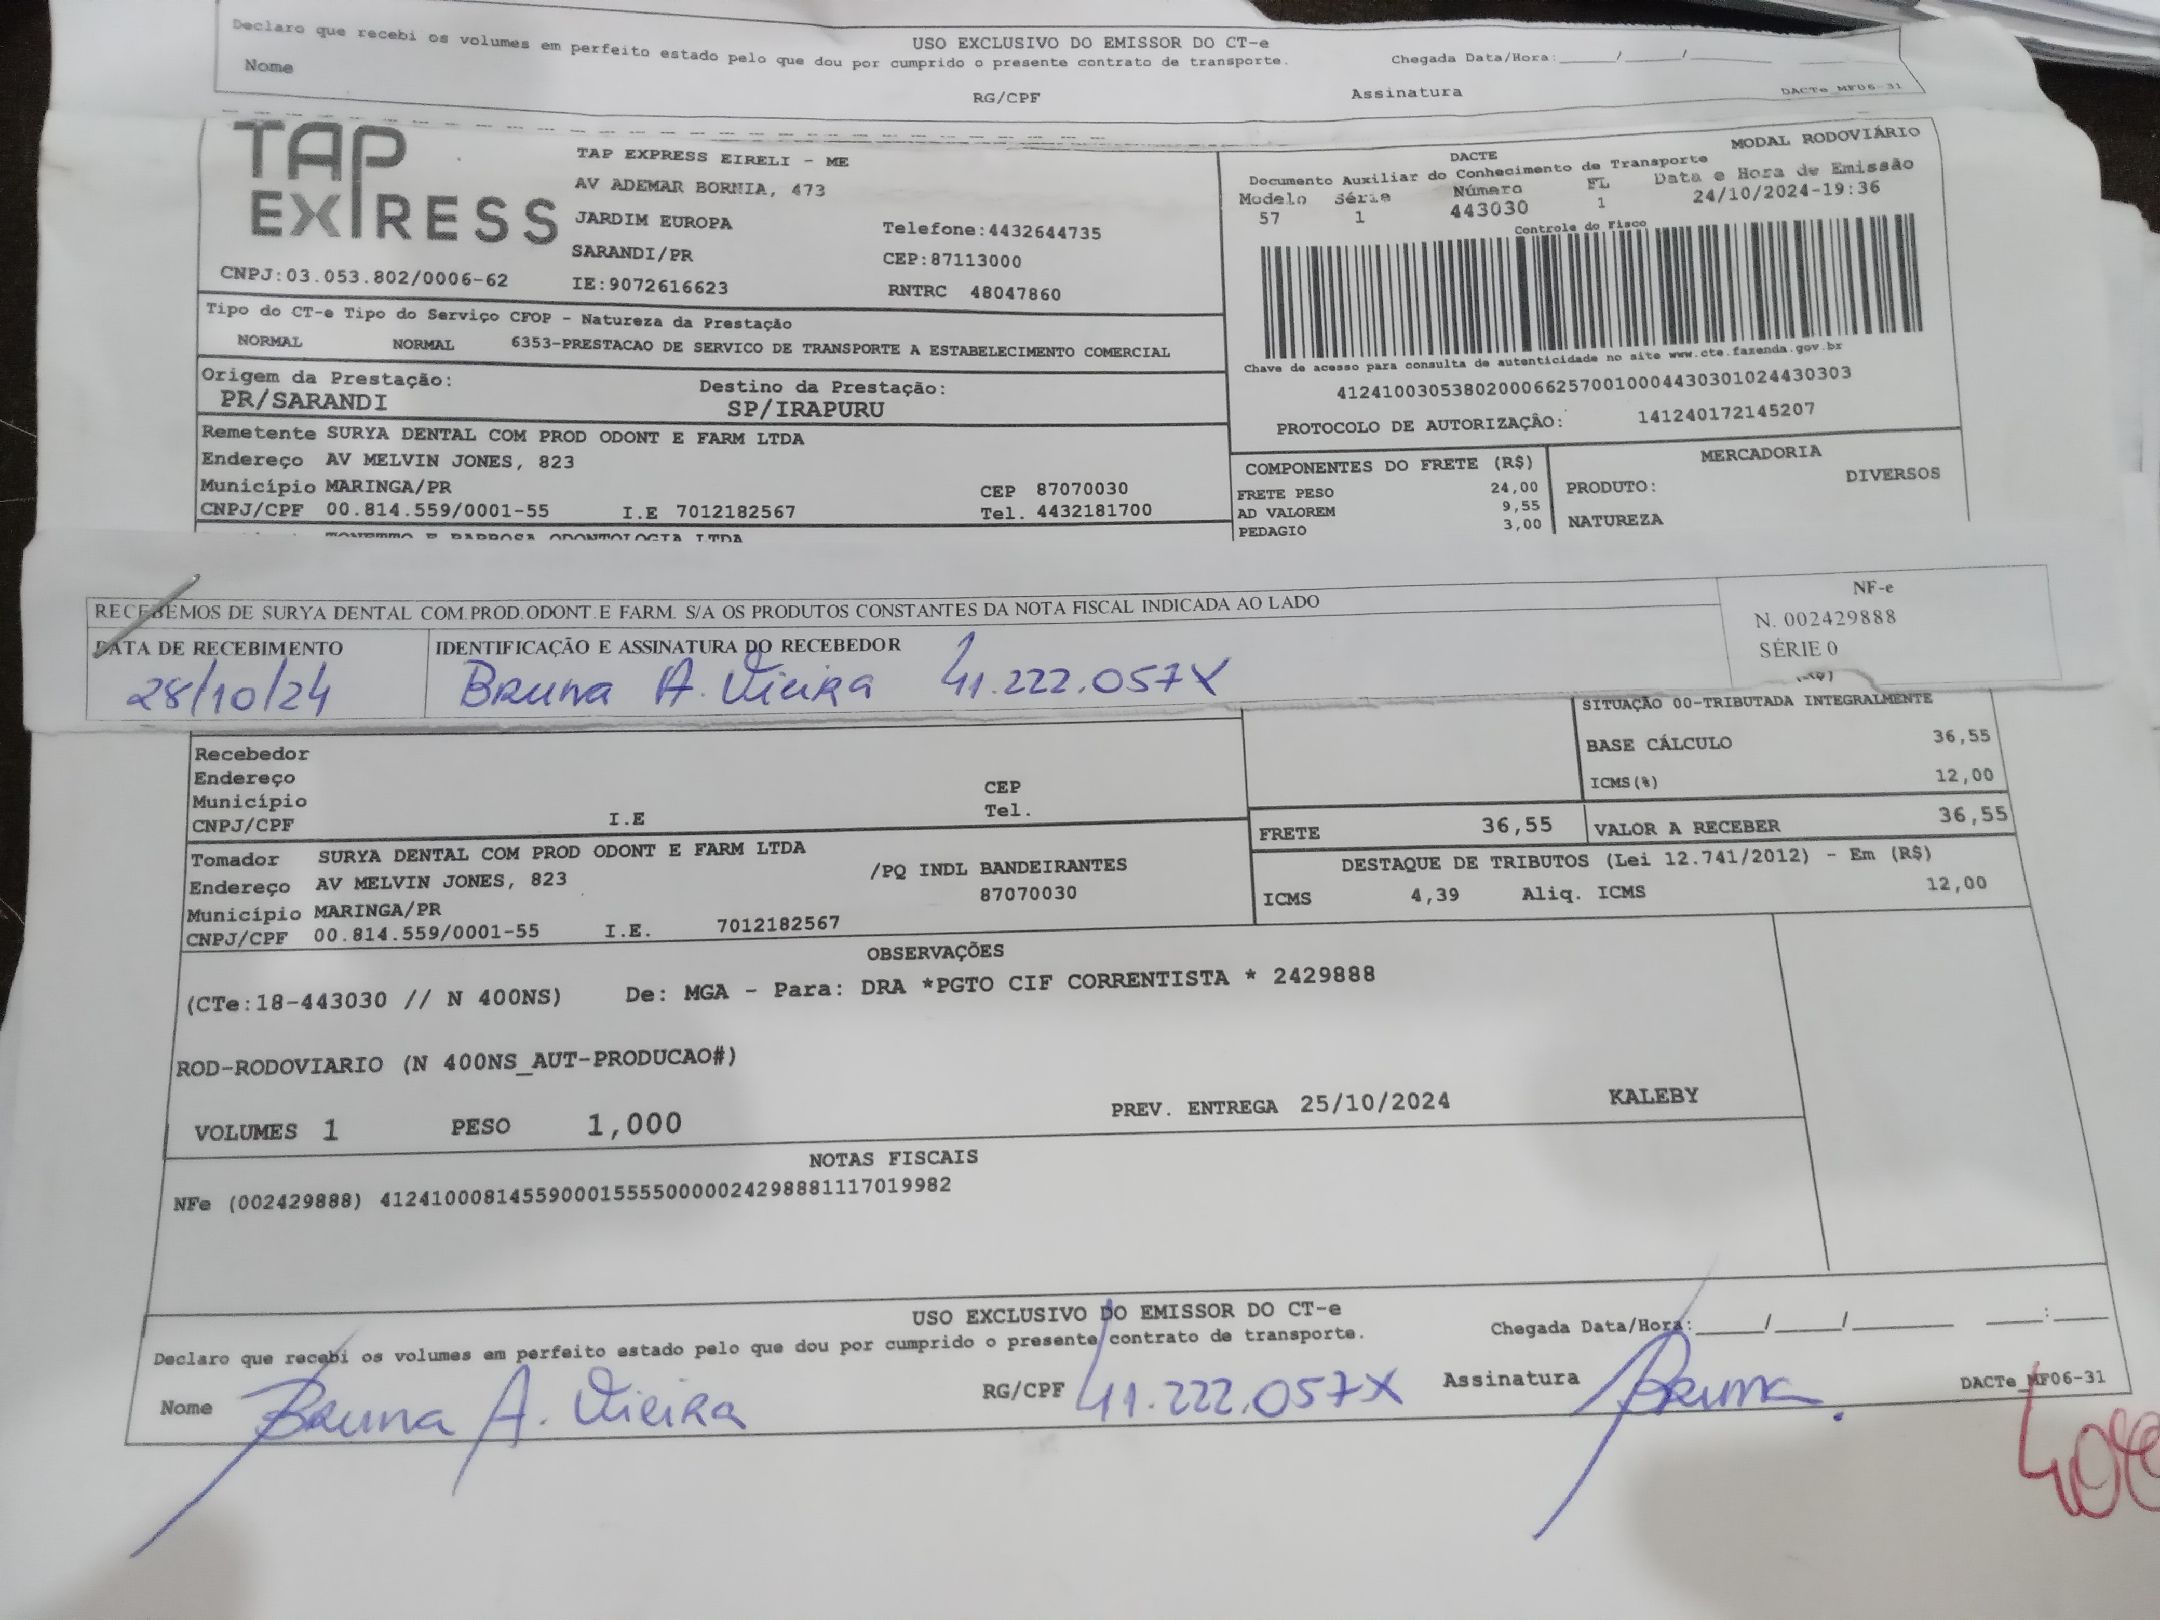 USO EXCLUSIVO DO EMISSOR DO CT-e
Declaro que recebi os volumes em perfeito estado pelo que dou por cumprido o presente contrato de transporte. Chegada Data/Hora:_____/_____/_______
Nome RG/CPF Assinatura DACTe_MF06-31
TAP EXPRESS
TAP EXPRESS EIRELI - ME
AV ADEMAR BORNIA, 473
JARDIM EUROPA Telefone:4432644735
SARANDI/PR CEP:87113000
CNPJ:03.053.802/0006-62 IE:9072616623 RNTRC 48047860
DACTE MODAL RODOVIÁRIO
Documento Auxiliar do Conhecimento de Transporte
Modelo Série Número FL Data e Hora de Emissão
57 1 443030 1 24/10/2024-19:36
Controle do Fisco
Chave de acesso para consulta de autenticidade no site www.cte.fazenda.gov.br
41241003053802000662570010004430301024430303
PROTOCOLO DE AUTORIZAÇÃO: 141240172145207
Tipo do CT-e Tipo do Serviço CFOP - Natureza da Prestação
NORMAL NORMAL 6353-PRESTACAO DE SERVICO DE TRANSPORTE A ESTABELECIMENTO COMERCIAL
Origem da Prestação: Destino da Prestação:
PR/SARANDI SP/IRAPURU
Remetente SURYA DENTAL COM PROD ODONT E FARM LTDA
Endereço AV MELVIN JONES, 823
Município MARINGA/PR CEP 87070030
CNPJ/CPF 00.814.559/0001-55 I.E 7012182567 Tel. 4432181700
COMPONENTES DO FRETE (R$)
FRETE PESO 24,00
AD VALOREM 9,55
PEDAGIO 3,00
MERCADORIA
PRODUTO: DIVERSOS
NATUREZA
RECEBEMOS DE SURYA DENTAL COM.PROD.ODONT.E FARM. S/A OS PRODUTOS CONSTANTES DA NOTA FISCAL INDICADA AO LADO
DATA DE RECEBIMENTO IDENTIFICAÇÃO E ASSINATURA DO RECEBEDOR
28/10/24 Bruna A. Vieira 41.222.057X
NF-e
N. 002429888
SÉRIE 0
SITUAÇÃO 00-TRIBUTADA INTEGRALMENTE
BASE CÁLCULO 36,55
ICMS(%) 12,00
Recebedor
Endereço
Município CEP
CNPJ/CPF I.E Tel.
FRETE 36,55 VALOR A RECEBER 36,55
Tomador SURYA DENTAL COM PROD ODONT E FARM LTDA
Endereço AV MELVIN JONES, 823 /PQ INDL BANDEIRANTES
Município MARINGA/PR 87070030
CNPJ/CPF 00.814.559/0001-55 I.E. 7012182567
DESTAQUE DE TRIBUTOS (Lei 12.741/2012) - Em (R$)
ICMS 4,39 Aliq. ICMS 12,00
OBSERVAÇÕES
(CTe:18-443030 // N 400NS) De: MGA - Para: DRA *PGTO CIF CORRENTISTA * 2429888
ROD-RODOVIARIO (N 400NS_AUT-PRODUCAO#)
VOLUMES 1 PESO 1,000 PREV. ENTREGA 25/10/2024 KALEBY
NOTAS FISCAIS
NFe (002429888) 41241000814559000155550000024298881117019982
USO EXCLUSIVO DO EMISSOR DO CT-e
Declaro que recebi os volumes em perfeito estado pelo que dou por cumprido o presente contrato de transporte. Chegada Data/Hora:_____/_____/_______ ____:____
Nome Bruna A. Vieira RG/CPF 41.222.057X Assinatura Bruna. DACTe_MF06-31